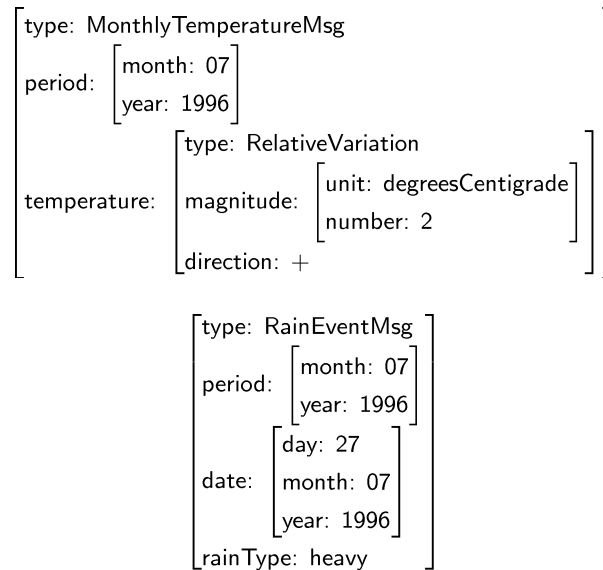 type: MonthlyTemperatureMsg
period: month: 07
year: 1996
temperature: type: RelativeVariation
magnitude: unit: degreesCentigrade
number: 2
direction: +
type: RainEventMsg
period: month: 07
year: 1996
date: day: 27
month: 07
year: 1996
rainType: heavy